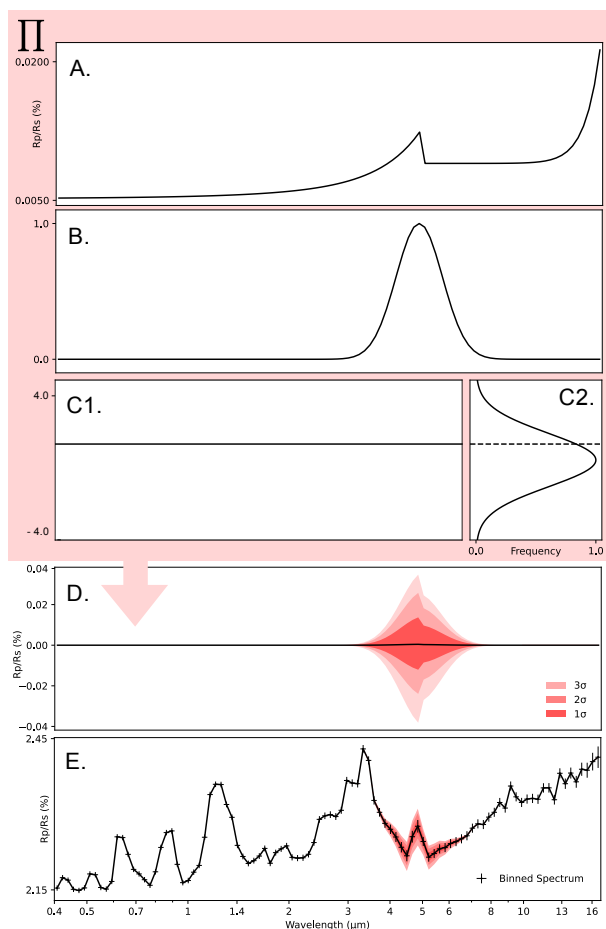 Π
A.
0.0200
Rp/Rs (%)
0.0050
B.
1.0
0.0
C1.
4.0
- 4.0
C2.
0.0
Frequency
1.0
D.
0.04
0.02
0.00
−0.02
−0.04
Rp/Rs (%)
3σ
2σ
1σ
E.
2.45
Rp/Rs (%)
2.15
Binned Spectrum
0.4 0.5 0.7 1 1.4 2 3 4 5 6 8 10 13 16
Wavelength (μm)